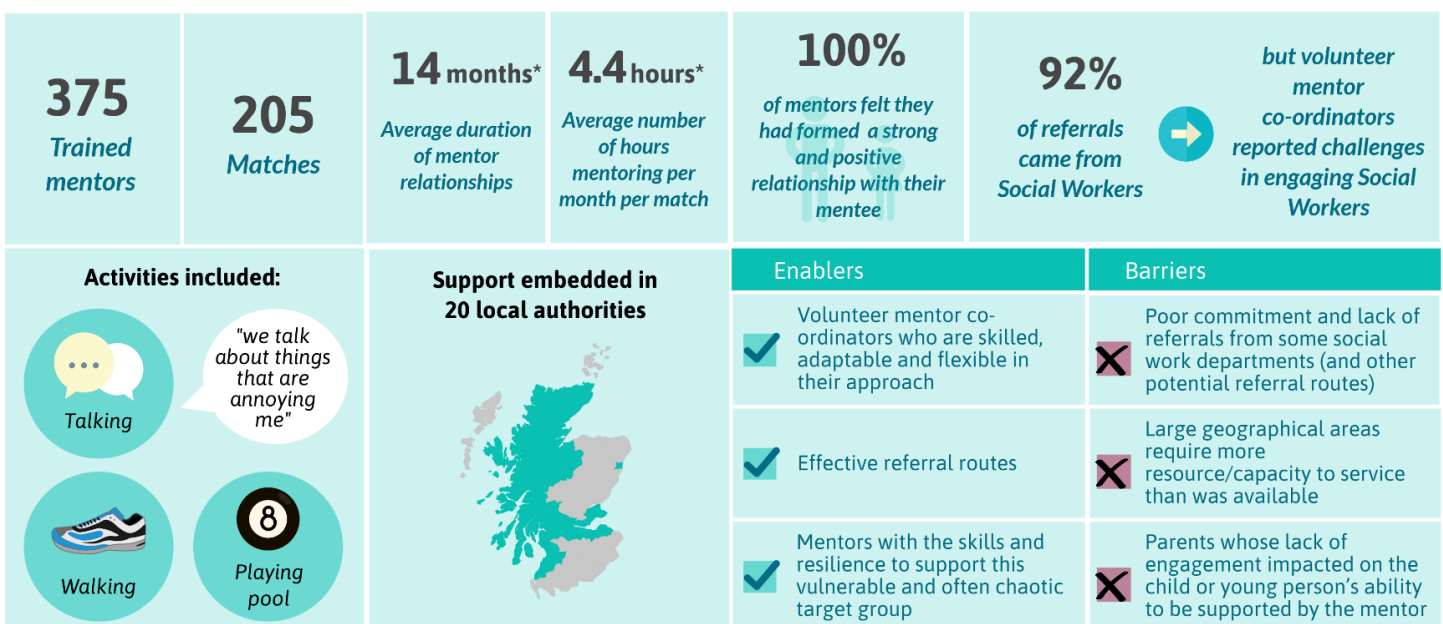 375
Trained
mentors
205
Matches
14 months*
Average duration
of mentor
relationships
4.4 hours*
Average number
of hours
mentoring per
month per match
100%
of mentors felt they
had formed a strong
and positive
relationship with their
mentee
92%
of referrals
came from
Social Workers
but volunteer
mentor
co-ordinators
reported challenges
in engaging Social
Workers
Activities included:
Talking
"we talk
about things
that are
annoying
me"
Walking
8
Playing
pool
Support embedded in
20 local authorities
Enablers
Volunteer mentor co-
ordinators who are skilled,
adaptable and flexible in
their approach
Effective referral routes
Mentors with the skills and
resilience to support this
vulnerable and often chaotic
target group
Barriers
Poor commitment and lack of
referrals from some social
work departments (and other
potential referral routes)
Large geographical areas
require more
resource/capacity to service
than was available
Parents whose lack of
engagement impacted on the
child or young person's ability
to be supported by the mentor